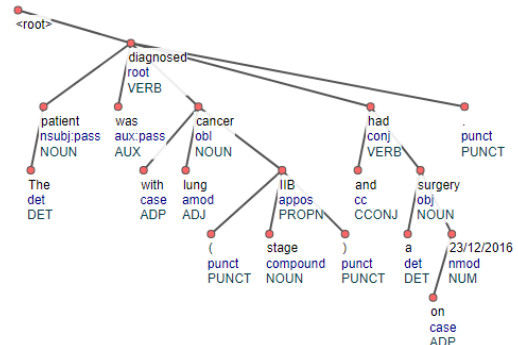 <root>
diagnosed
root
VERB
patient was cancer had .
nsubj:pass aux:pass obl conj punct
NOUN AUX NOUN VERB PUNCT
The with lung IIB and surgery
det case amod appos cc obj
DET ADP ADJ PROPN CCONJ NOUN
( stage ) a 23/12/2016
punct compound punct det nmod
PUNCT NOUN PUNCT DET NUM
on
case
ADP